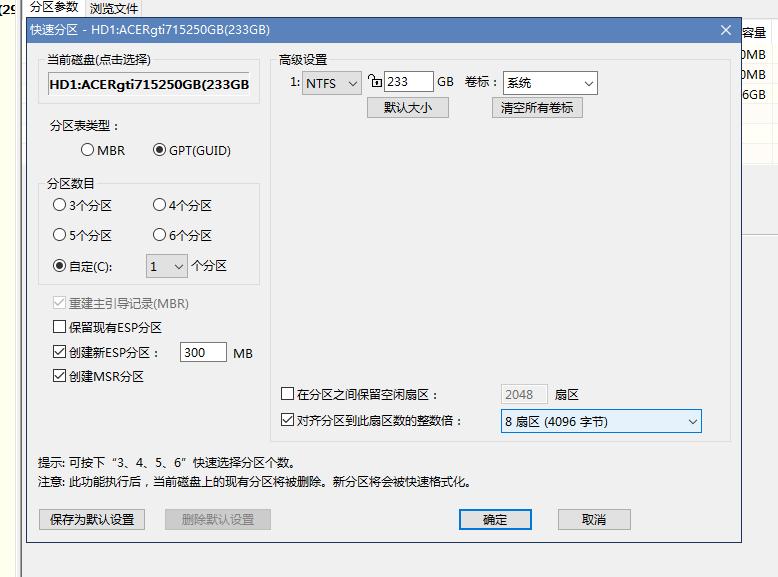 (29
分区参数 浏览文件
快速分区 - HD1:ACERgti715250GB(233GB)
容量
0MB
0MB
6GB
当前磁盘(点击选择)
HD1:ACERgti715250GB(233GB
分区表类型：
MBR GPT(GUID)
分区数目
3个分区 4个分区
5个分区 6个分区
自定(C): 1 个分区
重建主引导记录(MBR)
保留现有ESP分区
创建新ESP分区： 300 MB
创建MSR分区
高级设置
1: NTFS 233 GB 卷标： 系统
默认大小 清空所有卷标
在分区之间保留空闲扇区： 2048 扇区
对齐分区到此扇区数的整数倍： 8 扇区 (4096 字节)
提示: 可按下“3、4、5、6”快速选择分区个数。
注意: 此功能执行后，当前磁盘上的现有分区将被删除。新分区将会被快速格式化。
保存为默认设置 删除默认设置 确定 取消